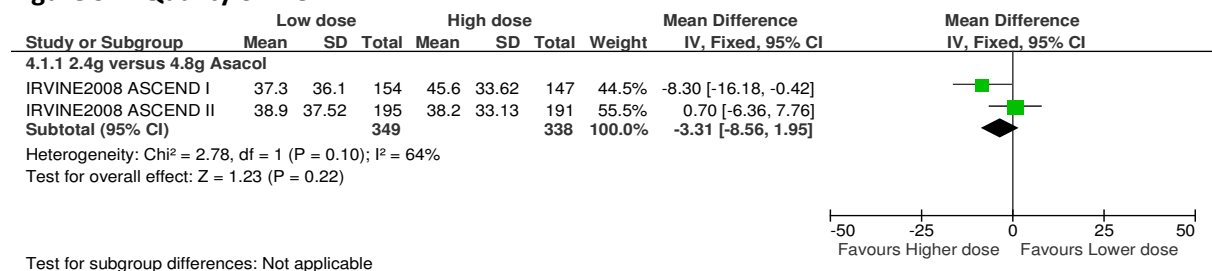 Low dose High dose Mean Difference Mean Difference
Study or Subgroup Mean SD Total Mean SD Total Weight IV, Fixed, 95% CI IV, Fixed, 95% CI
4.1.1 2.4g versus 4.8g Asacol
IRVINE2008 ASCEND I 37.3 36.1 154 45.6 33.62 147 44.5% -8.30 [-16.18, -0.42]
IRVINE2008 ASCEND II 38.9 37.52 195 38.2 33.13 191 55.5% 0.70 [-6.36, 7.76]
Subtotal (95% CI) 349 338 100.0% -3.31 [-8.56, 1.95]
Heterogeneity: Chi² = 2.78, df = 1 (P = 0.10); I² = 64%
Test for overall effect: Z = 1.23 (P = 0.22)
-50 -25 0 25 50
Favours Higher dose Favours Lower dose
Test for subgroup differences: Not applicable